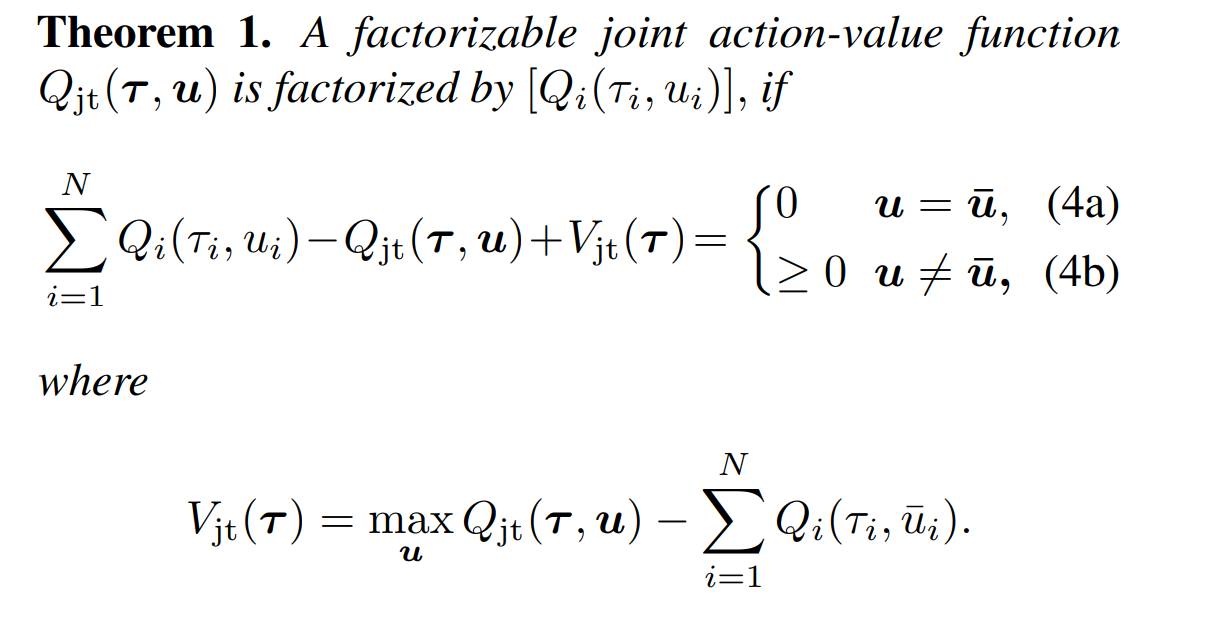 Theorem 1. A factorizable joint action-value function
Q_jt(τ, u) is factorized by [Q_i(τ_i, u_i)], if
∑_{i=1}^{N} Q_i(τ_i, u_i) − Q_jt(τ, u) + V_jt(τ) = { 0 u = ū, (4a)
≥ 0 u ≠ ū, (4b)
where
V_jt(τ) = max_u Q_jt(τ, u) − ∑_{i=1}^{N} Q_i(τ_i, ū_i).